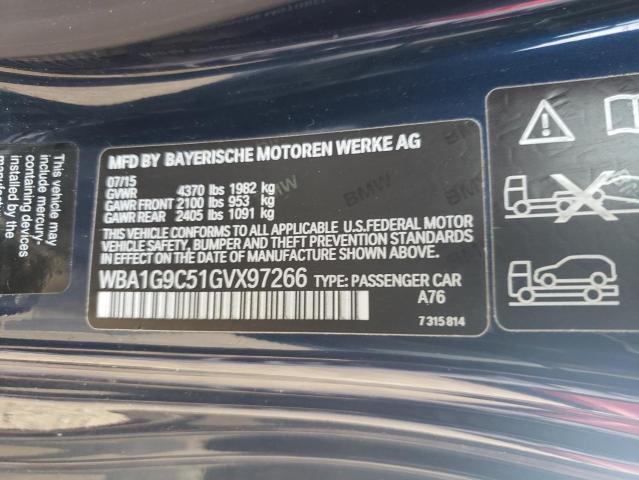 This vehicle may
include mercury-
containing devices
installed by the
MFD BY BAYERISCHE MOTOREN WERKE AG
07/15
GVWR 4370 lbs 1982 kg
GAWR FRONT 2100 lbs 953 kg
GAWR REAR 2405 lbs 1091 kg
THIS VEHICLE CONFORMS TO ALL APPLICABLE U.S.FEDERAL MOTOR
VEHICLE SAFETY, BUMPER AND THEFT PREVENTION STANDARDS
IN EFFECT ON THE DATE OF MANUFACTURE SHOWN ABOVE.
WBA1G9C51GVX97266 TYPE: PASSENGER CAR
A76
7 315 814
BMW
BMW